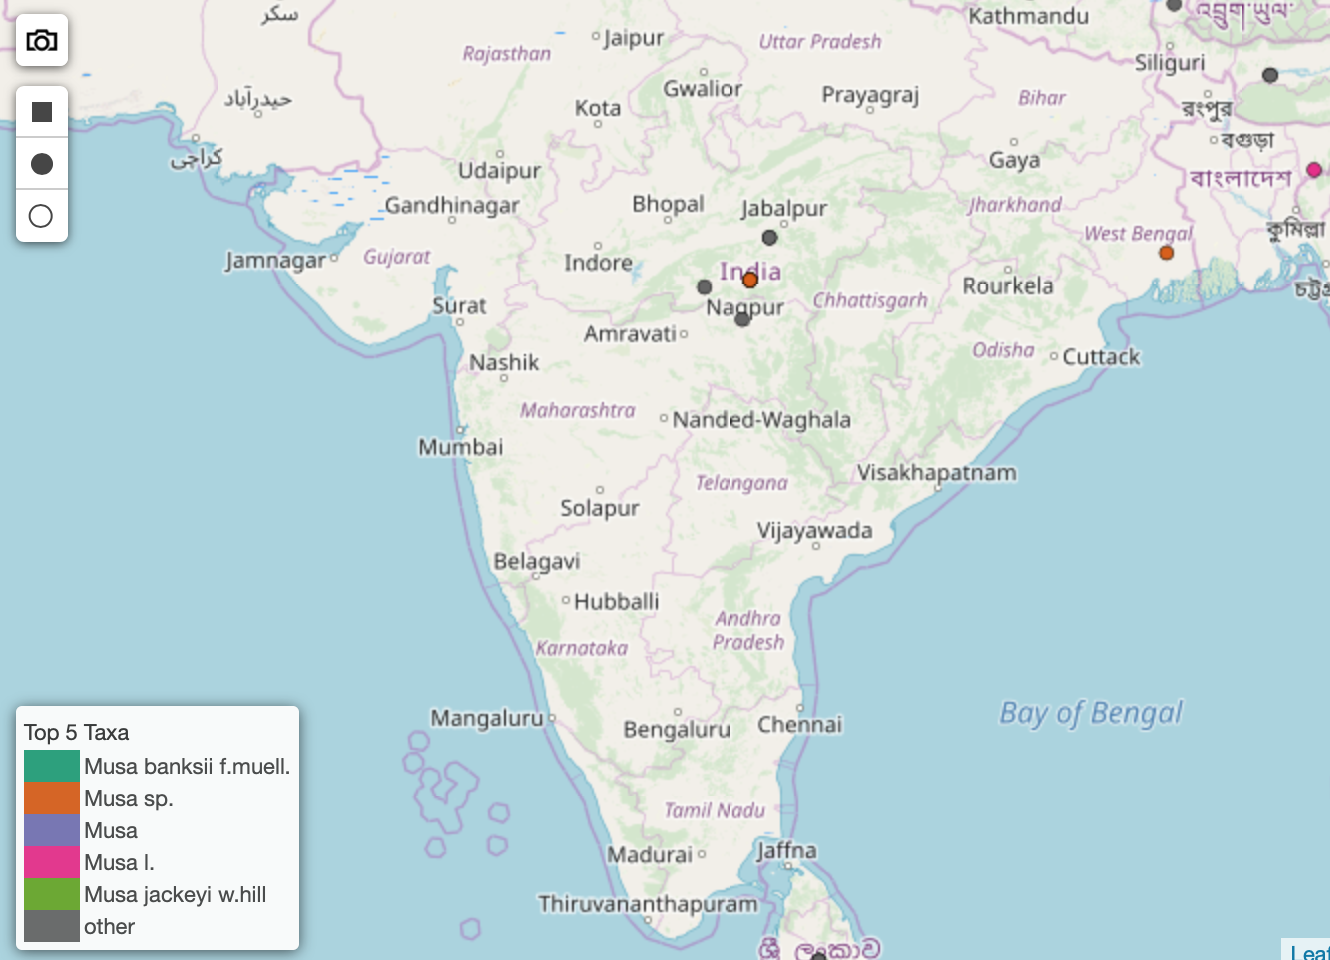 سکر
Kathmandu
འབྲུག་ཡུལ་
Jaipur
Uttar Pradesh
Rajasthan
Siliguri
Gwalior
حیدرآباد
Kota
Prayagraj
Bihar
রংপুর
বগুড়া
کراچی
Udaipur
Gaya
বাংলাদেশ
Gandhinagar
Bhopal
Jabalpur
Jharkhand
West Bengal
কুমিল্লা
Jamnagar
Gujarat
Indore
India
Rourkela
Chhattisgarh
Surat
Nagpur
Amravati
Odisha
Cuttack
Nashik
Maharashtra
Nanded-Waghala
Mumbai
Visakhapatnam
Telangana
Solapur
Vijayawada
Belagavi
Hubballi
Andhra
Pradesh
Karnataka
Bay of Bengal
Mangaluru
Bengaluru
Chennai
Tamil Nadu
Madurai
Jaffna
Thiruvananthapuram
ශ්‍රී ලංකාව
Top 5 Taxa
Musa banksii f.muell.
Musa sp.
Musa
Musa l.
Musa jackeyi w.hill
other